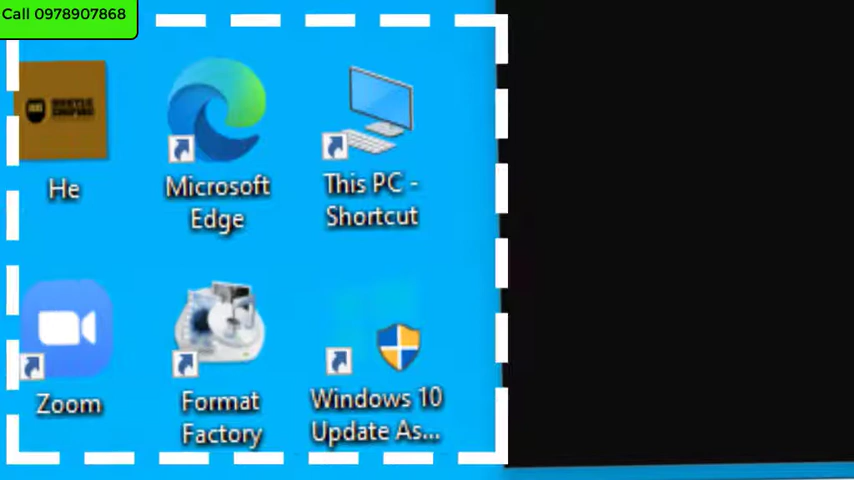 Call 0978907868
He
Microsoft
Edge
This PC -
Shortcut
Zoom
Format
Factory
Windows 10
Update As...